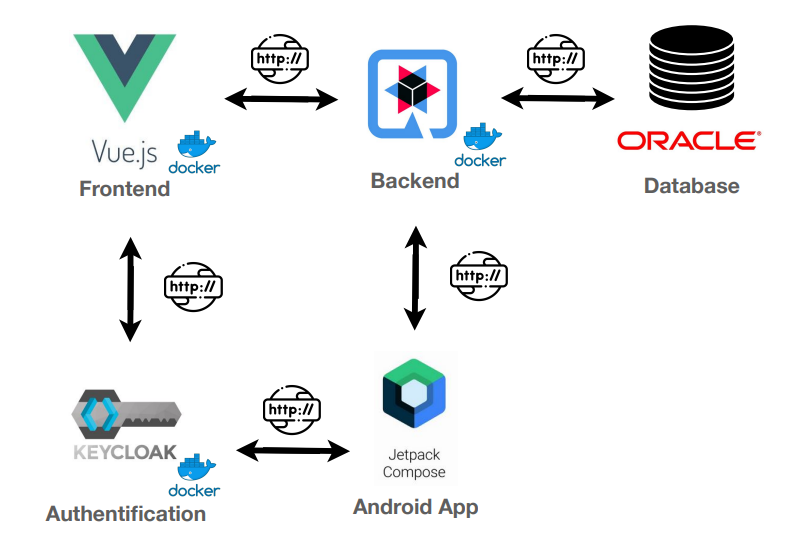 http://
http://
Vue.js
docker
Frontend
docker
Backend
ORACLE®
Database
http://
http://
KEYCLOAK
docker
Authentification
http://
Jetpack
Compose
Android App